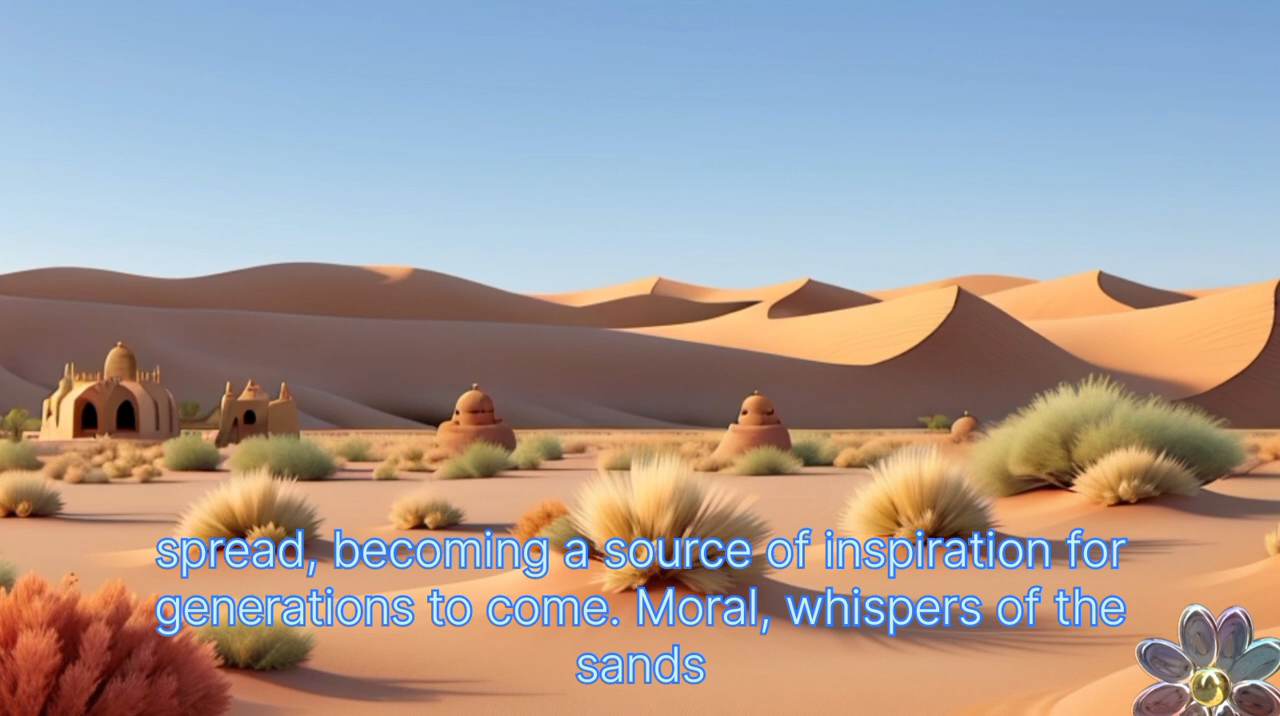 spread, becoming a source of inspiration for
generations to come. Moral, whispers of the
sands